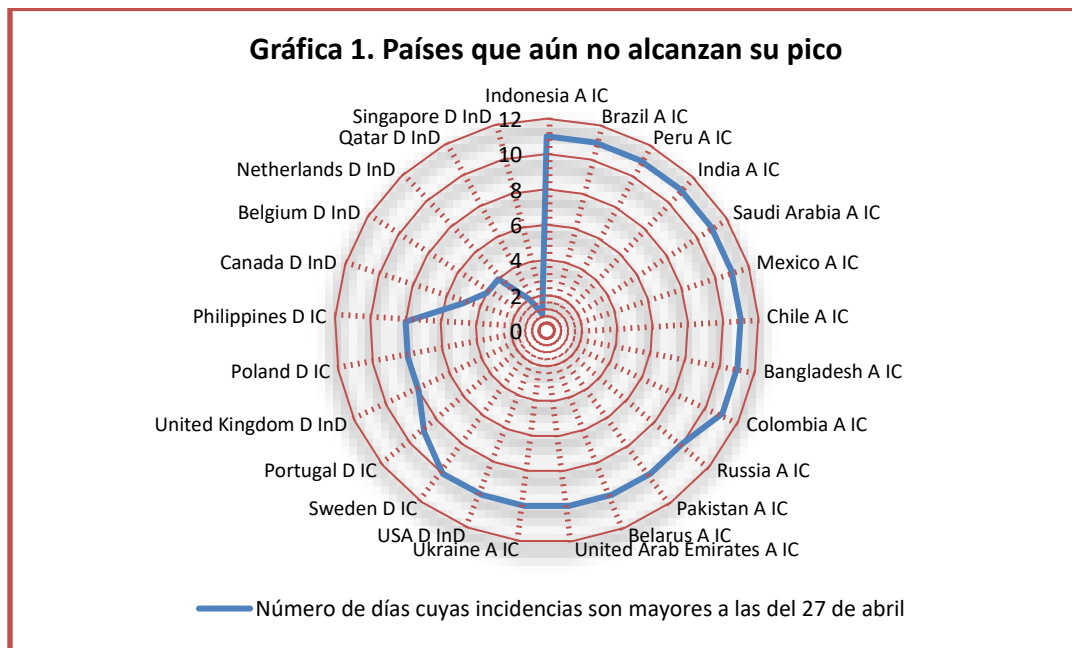 Gráfica 1. Países que aún no alcanzan su pico
Indonesia A IC
Brazil A IC
Peru A IC
India A IC
Saudi Arabia A IC
Mexico A IC
Chile A IC
Bangladesh A IC
Colombia A IC
Russia A IC
Pakistan A IC
Belarus A IC
United Arab Emirates A IC
Ukraine A IC
USA D InD
Sweden D IC
Portugal D IC
United Kingdom D InD
Poland D IC
Philippines D IC
Canada D InD
Belgium D InD
Netherlands D InD
Qatar D InD
Singapore D InD
12
10
8
6
4
2
0
Número de días cuyas incidencias son mayores a las del 27 de abril